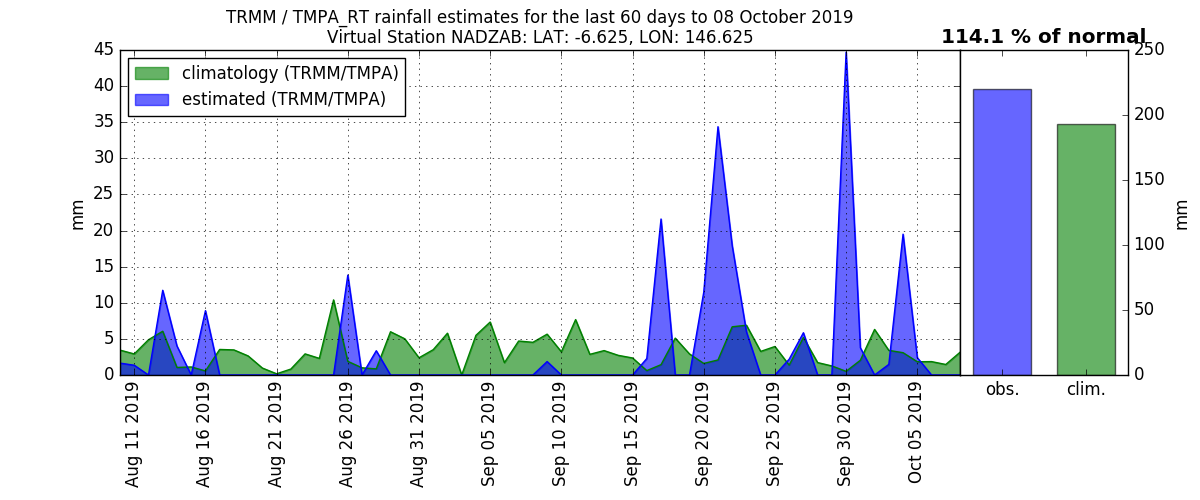 TRMM / TMPA_RT rainfall estimates for the last 60 days to 08 October 2019
Virtual Station NADZAB: LAT: -6.625, LON: 146.625
114.1 % of normal
climatology (TRMM/TMPA)
estimated (TRMM/TMPA)
45
40
35
30
25
20
15
10
5
0
mm
Aug 11 2019
Aug 16 2019
Aug 21 2019
Aug 26 2019
Aug 31 2019
Sep 05 2019
Sep 10 2019
Sep 15 2019
Sep 20 2019
Sep 25 2019
Sep 30 2019
Oct 05 2019
obs.
clim.
250
200
150
100
50
0
mm